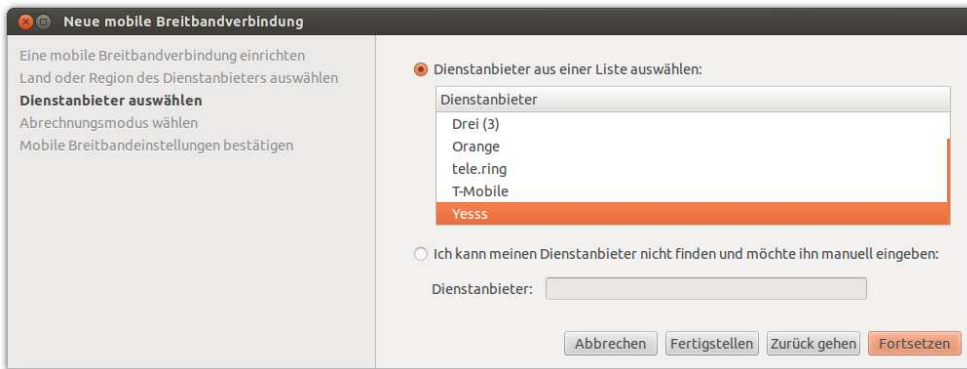 Neue mobile Breitbandverbindung
Eine mobile Breitbandverbindung einrichten
Land oder Region des Dienstanbieters auswählen
Dienstanbieter auswählen
Abrechnungsmodus wählen
Mobile Breitbandeinstellungen bestätigen
Dienstanbieter aus einer Liste auswählen:
Dienstanbieter
Drei (3)
Orange
tele.ring
T-Mobile
Yesss
Ich kann meinen Dienstanbieter nicht finden und möchte ihn manuell eingeben:
Dienstanbieter:
Abbrechen Fertigstellen Zurück gehen Fortsetzen